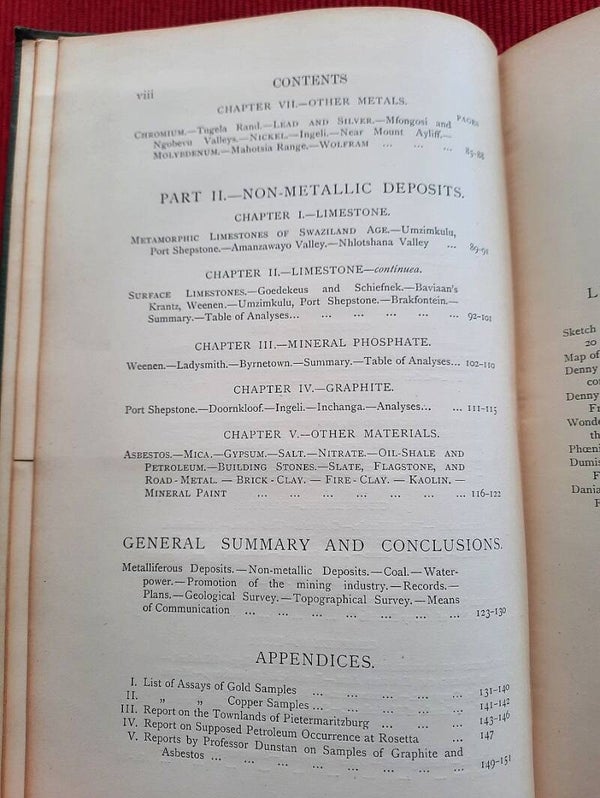 viii
CONTENTS
PAGES
CHAPTER VII.—OTHER METALS.
CHROMIUM.—Tugela Rand.—LEAD AND SILVER.—Mfongosi and
Ngobevu Valleys.—NICKEL.—Ingeli.—Near Mount Ayliff.—
MOLYBDENUM.—Mahotsia Range.—WOLFRAM ... ... ... 85-88
PART II.—NON-METALLIC DEPOSITS.
CHAPTER I.—LIMESTONE.
METAMORPHIC LIMESTONES OF SWAZILAND AGE.—Umzimkulu,
Port Shepstone.—Amanzawayo Valley.—Nhlotshana Valley ... 89-91
CHAPTER II.—LIMESTONE—continued.
SURFACE LIMESTONES.—Goedekeus and Schiefnek.—Baviaan's
Krantz, Weenen.—Umzimkulu, Port Shepstone.—Brakfontein.—
Summary.—Table of Analyses... ... ... ... ... ... 92-101
CHAPTER III.—MINERAL PHOSPHATE.
Weenen.—Ladysmith.—Byrnetown.—Summary.—Table of Analyses... 102-110
CHAPTER IV.—GRAPHITE.
Port Shepstone.—Doornkloof.—Ingeli.—Inchanga.—Analyses... ... 111-115
CHAPTER V.—OTHER MATERIALS.
ASBESTOS.—MICA.—GYPSUM.—SALT.—NITRATE.—OIL-SHALE AND
PETROLEUM.—BUILDING STONES.—SLATE, FLAGSTONE, AND
ROAD-METAL.—BRICK-CLAY.—FIRE-CLAY.—KAOLIN.—
MINERAL PAINT ... ... ... ... ... ... ... 116-122
GENERAL SUMMARY AND CONCLUSIONS.
Metalliferous Deposits.—Non-metallic Deposits.—Coal.—Water-
power.—Promotion of the mining industry.—Records.—
Plans.—Geological Survey.—Topographical Survey.—Means
of Communication ... ... ... ... ... ... 123-130
APPENDICES.
I. List of Assays of Gold Samples ... ... ... ... 131-140
II. „ „ Copper Samples ... ... ... ... 141-142
III. Report on the Townlands of Pietermaritzburg ... ... 143-146
IV. Report on Supposed Petroleum Occurrence at Rosetta ... 147
V. Reports by Professor Dunstan on Samples of Graphite and
Asbestos ... ... ... ... ... ... ... 149-151
L
Sketch
20
Map of
Denny
co
Denny
Fr
Wonde
th
Phœni
Dumis
F
Dania
F